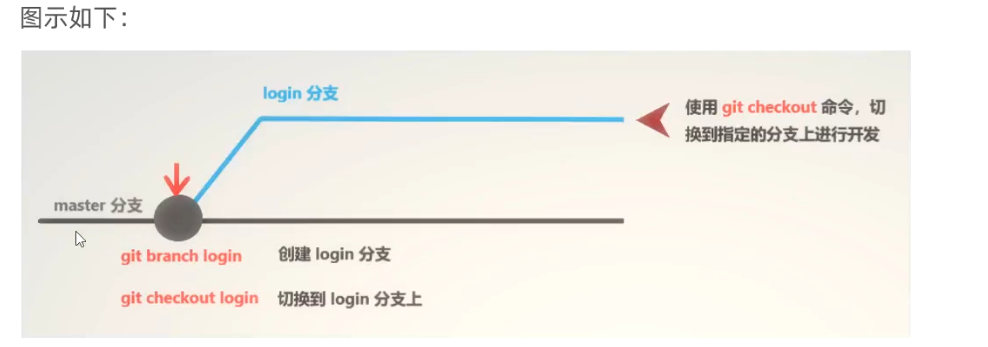 图示如下：
login 分支
使用 git checkout 命令，切
换到指定的分支上进行开发
master 分支
git branch login 创建 login 分支
git checkout login 切换到 login 分支上